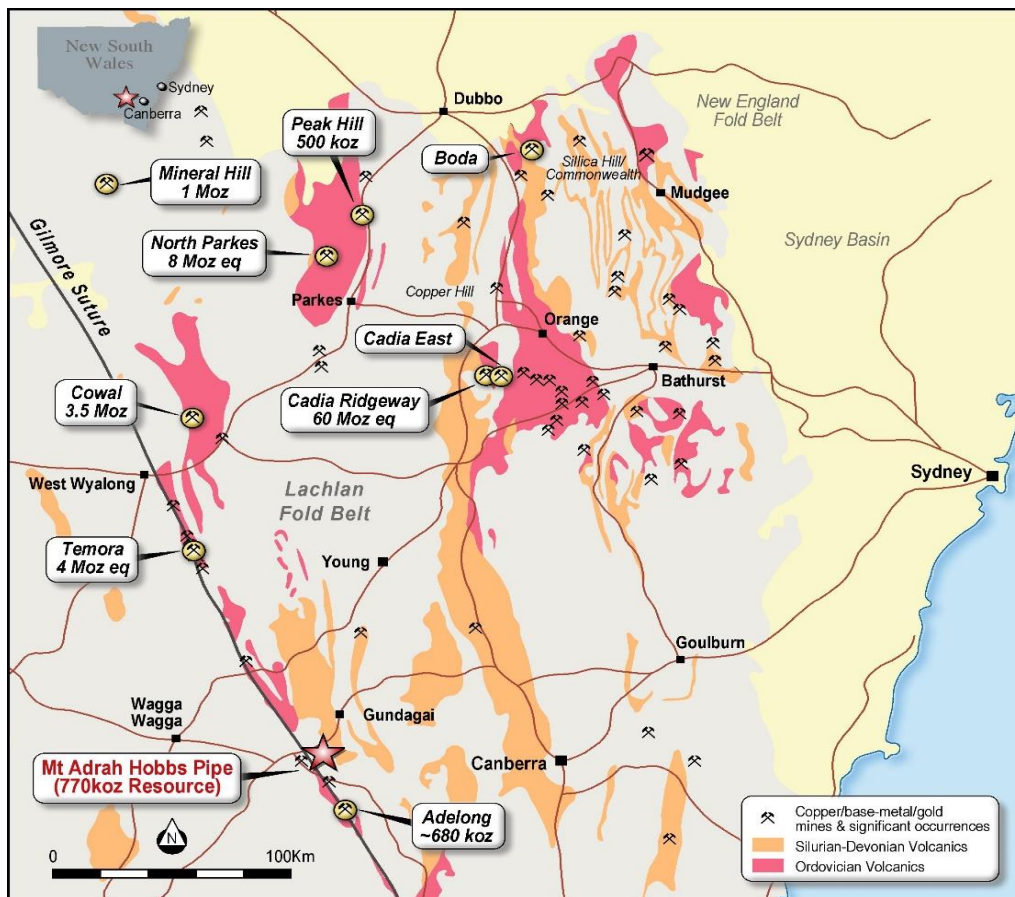 New South
Wales
Sydney
Canberra
Dubbo
New England
Fold Belt
Peak Hill
500 koz
Boda
Sillica Hill/
Commonwealth
Mineral Hill
1 Moz
Mudgee
Gilmore Suture
North Parkes
8 Moz eq
Sydney Basin
Parkes
Copper Hill
Orange
Cadia East
Bathurst
Cowal
3.5 Moz
Cadia Ridgeway
60 Moz eq
West Wyalong
Lachlan
Fold Belt
Sydney
Temora
4 Moz eq
Young
Goulburn
Wagga
Wagga
Gundagai
Mt Adrah Hobbs Pipe
(770koz Resource)
Canberra
Adelong
~680 koz
N
0 100Km
Copper/base-metal/gold
mines & significant occurrences
Silurian-Devonian Volcanics
Ordovician Volcanics